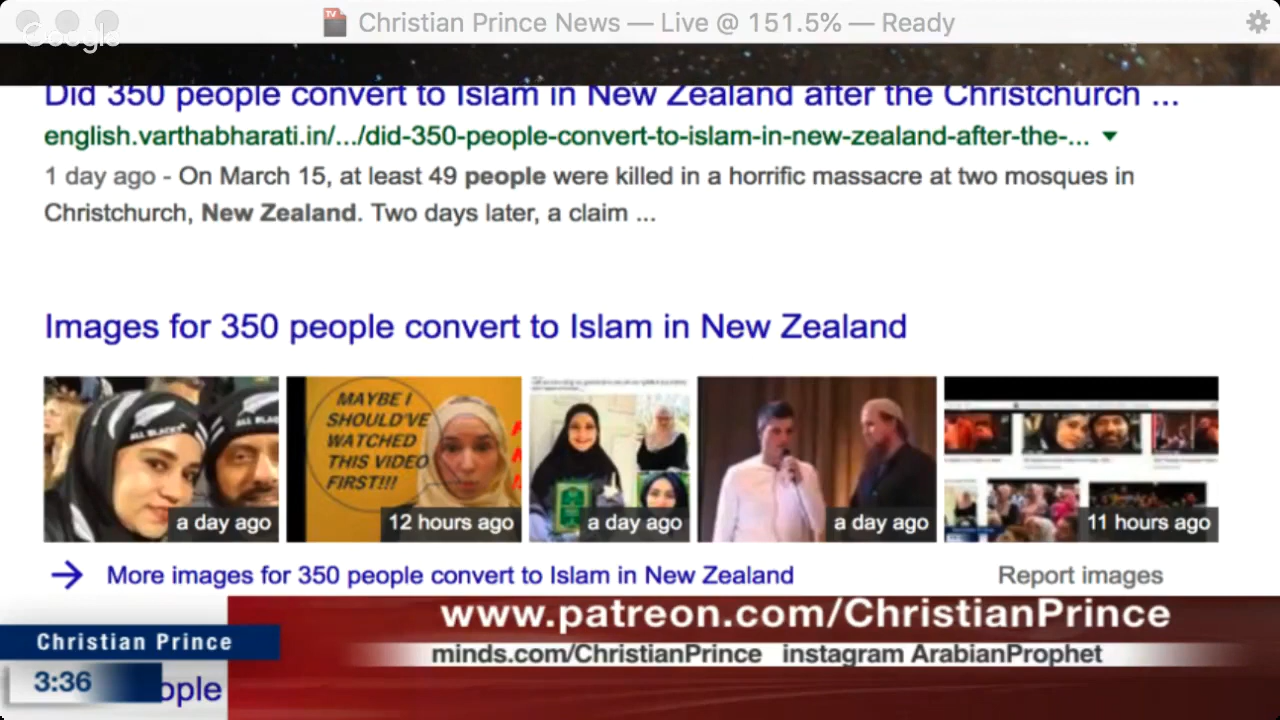 Christian Prince News — Live @ 151.5% — Ready
Google
Did 350 people convert to Islam in New Zealand after the Christchurch ...
english.varthabharati.in/.../did-350-people-convert-to-islam-in-new-zealand-after-the-...
1 day ago - On March 15, at least 49 people were killed in a horrific massacre at two mosques in
Christchurch, New Zealand. Two days later, a claim ...
Images for 350 people convert to Islam in New Zealand
ALL BLACKS
ALL BLAC
a day ago
MAYBE I
SHOULD'VE
WATCHED
THIS VIDEO
FIRST!!!
12 hours ago
a day ago
a day ago
11 hours ago
More images for 350 people convert to Islam in New Zealand
Report images
www.patreon.com/ChristianPrince
Christian Prince
minds.com/ChristianPrince instagram ArabianProphet
3:36
ople